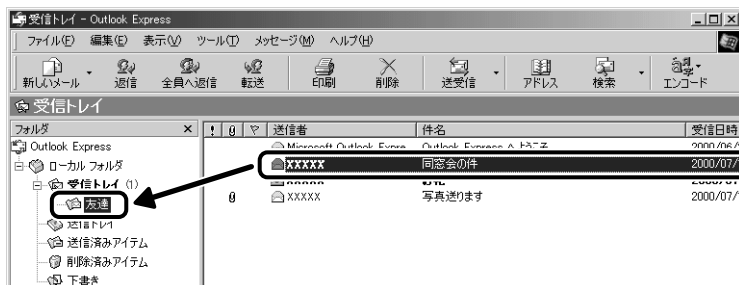 受信トレイ - Outlook Express
ファイル(F) 編集(E) 表示(V) ツール(T) メッセージ(M) ヘルプ(H)
新しいメール 返信 全員へ返信 転送 印刷 削除 送受信 アドレス 検索 エンコード
受信トレイ
フォルダ × ! 送信者 件名 受信日時
Outlook Express Microsoft Outlook Expre Outlook Express へ ようこそ 2000/06/
ローカル フォルダ XXXXX 同窓会の件 2000/07/
受信トレイ (1)
友達 XXXXX 写真送ります 2000/07/
送信トレイ
送信済みアイテム
削除済みアイテム
下書き